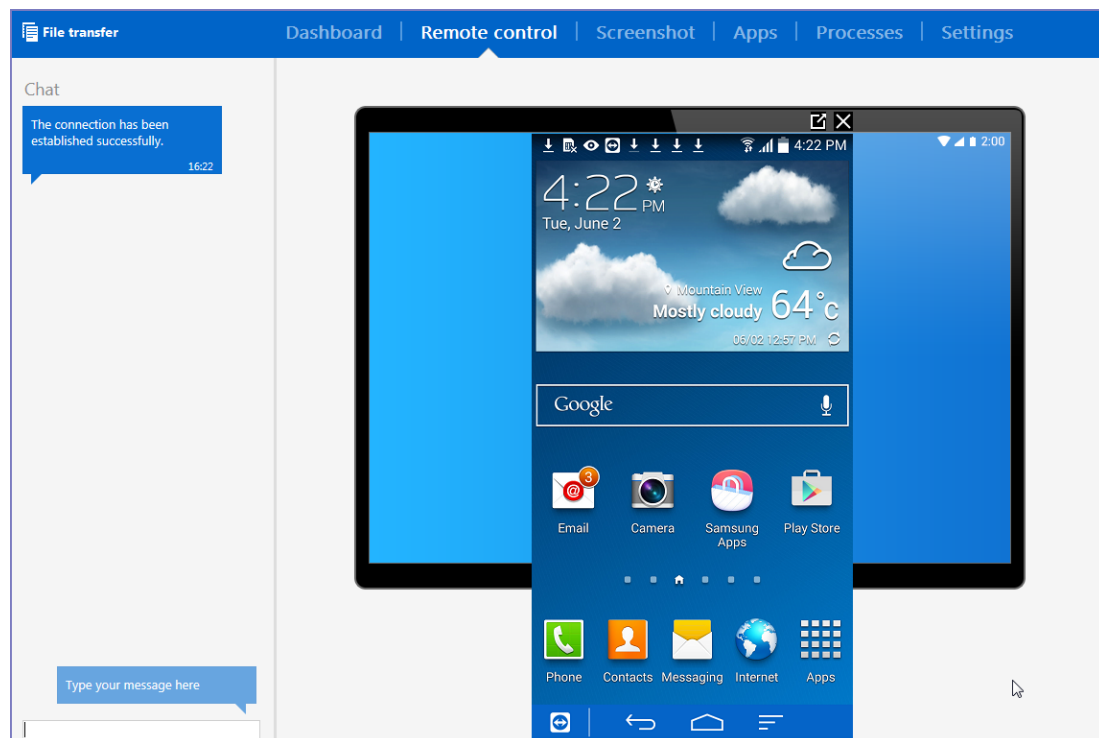 File transfer
Dashboard | Remote control | Screenshot | Apps | Processes | Settings
Chat
The connection has been
established successfully.
16:22
4:22 PM
2:00
4:22 PM
Tue, June 2
Mountain View
Mostly cloudy 64°C
06/02 12:57 PM
Google
@ 3
Email Camera Samsung Play Store
Apps
Phone Contacts Messaging Internet Apps
Type your message here